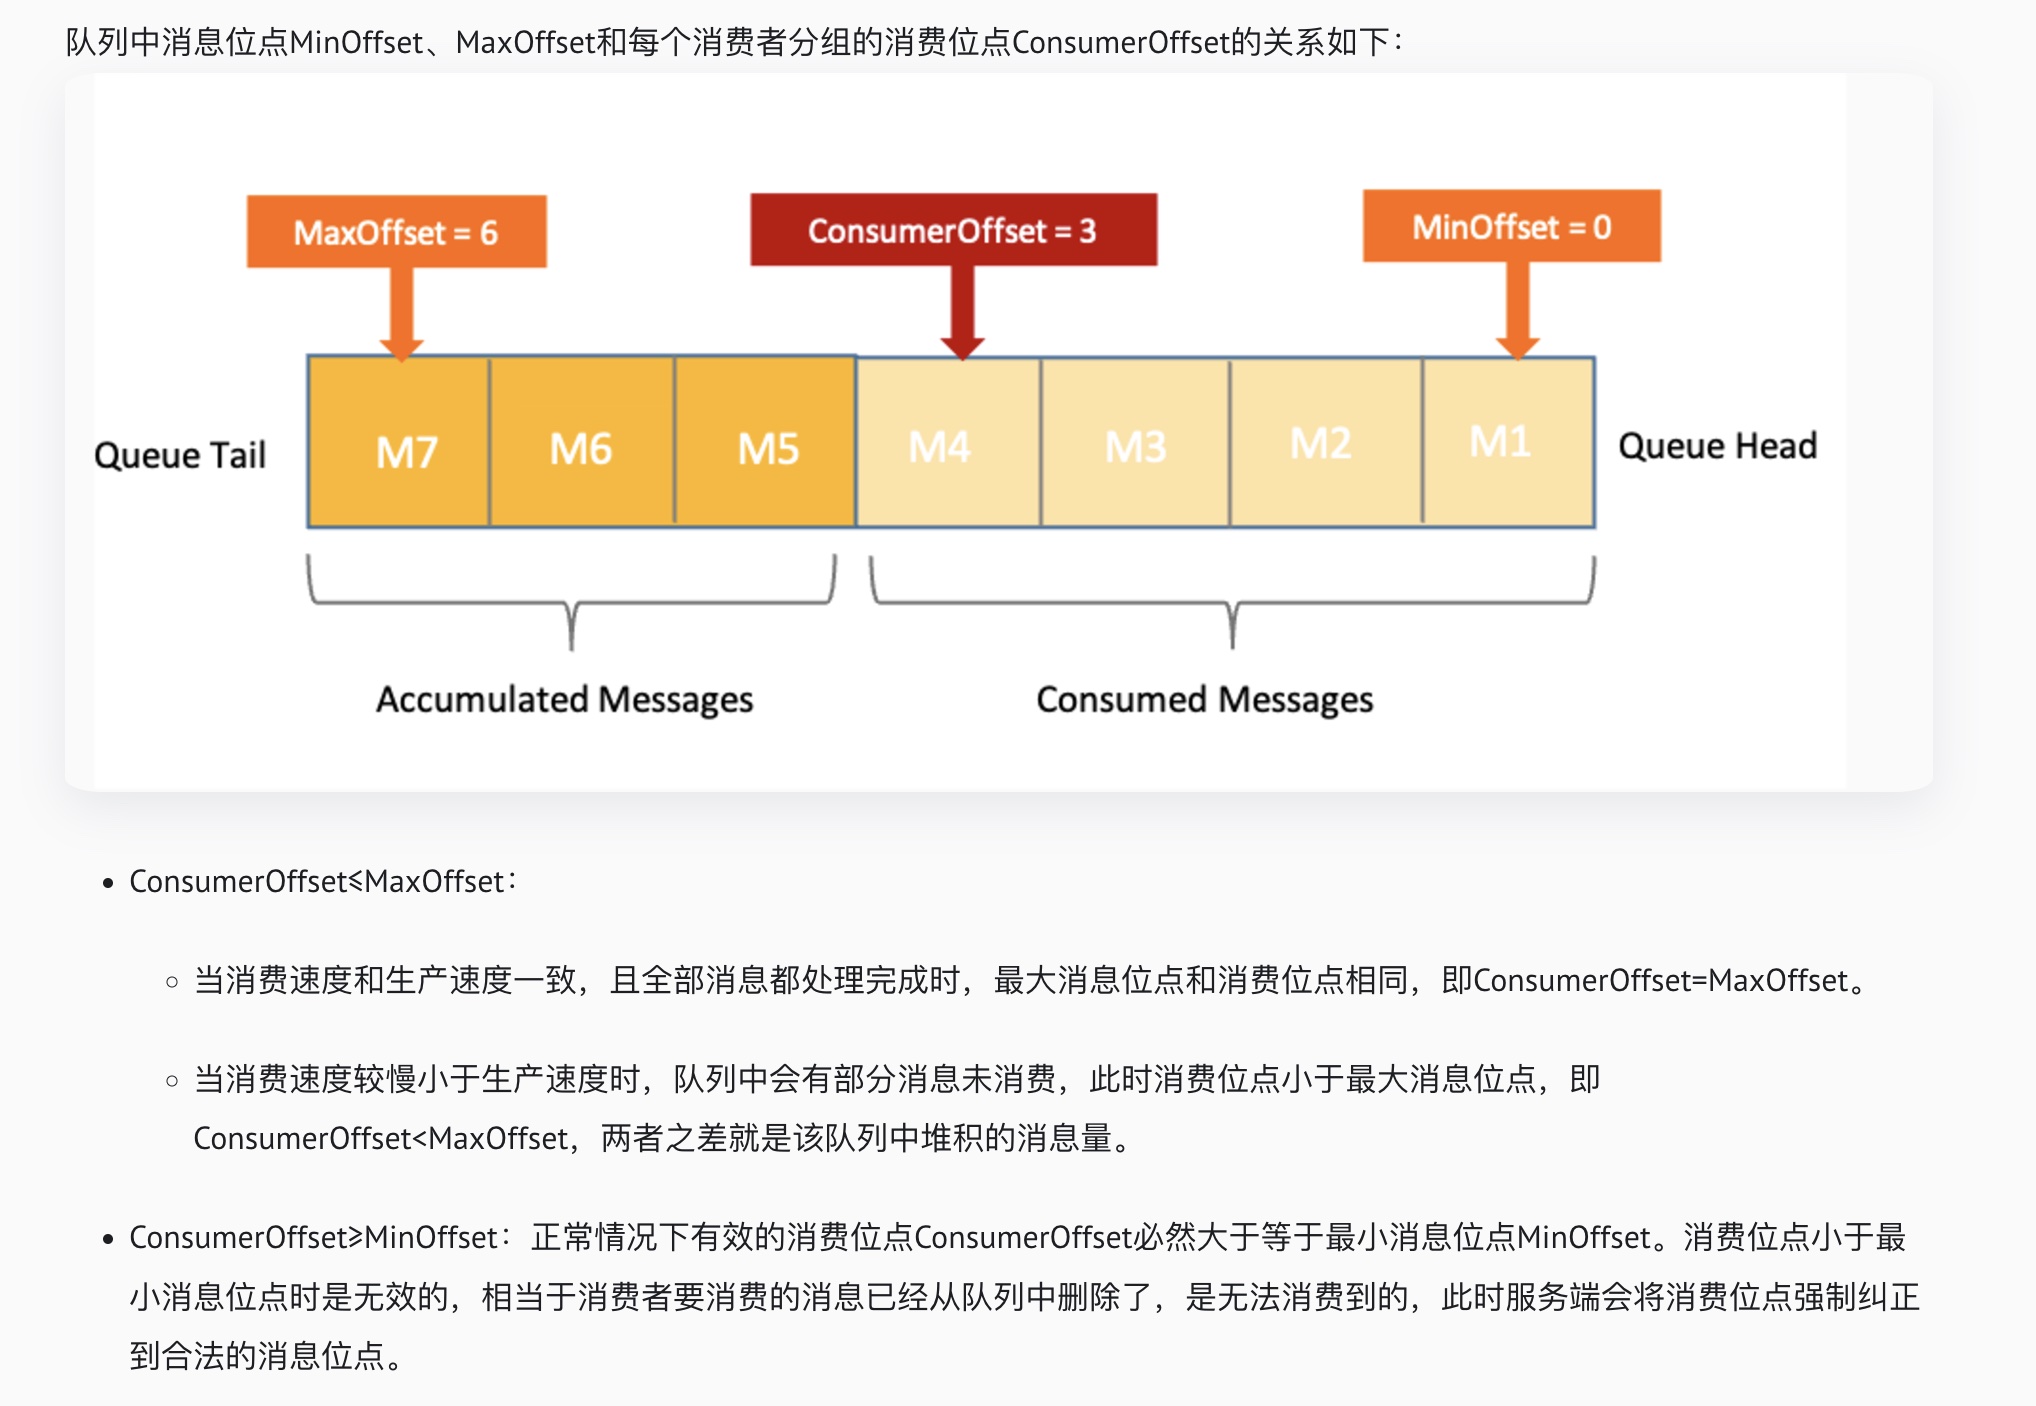 队列中消息位点MinOffset、MaxOffset和每个消费者分组的消费位点ConsumerOffset的关系如下：
MaxOffset = 6
ConsumerOffset = 3
MinOffset = 0
Queue Tail
M7
M6
M5
M4
M3
M2
M1
Queue Head
Accumulated Messages
Consumed Messages
• ConsumerOffset≤MaxOffset：
◦ 当消费速度和生产速度一致，且全部消息都处理完成时，最大消息位点和消费位点相同，即ConsumerOffset=MaxOffset。
◦ 当消费速度较慢小于生产速度时，队列中会有部分消息未消费，此时消费位点小于最大消息位点，即
ConsumerOffset<MaxOffset，两者之差就是该队列中堆积的消息量。
• ConsumerOffset≥MinOffset：正常情况下有效的消费位点ConsumerOffset必然大于等于最小消息位点MinOffset。消费位点小于最
小消息位点时是无效的，相当于消费者要消费的消息已经从队列中删除了，是无法消费到的，此时服务端会将消费位点强制纠正
到合法的消息位点。